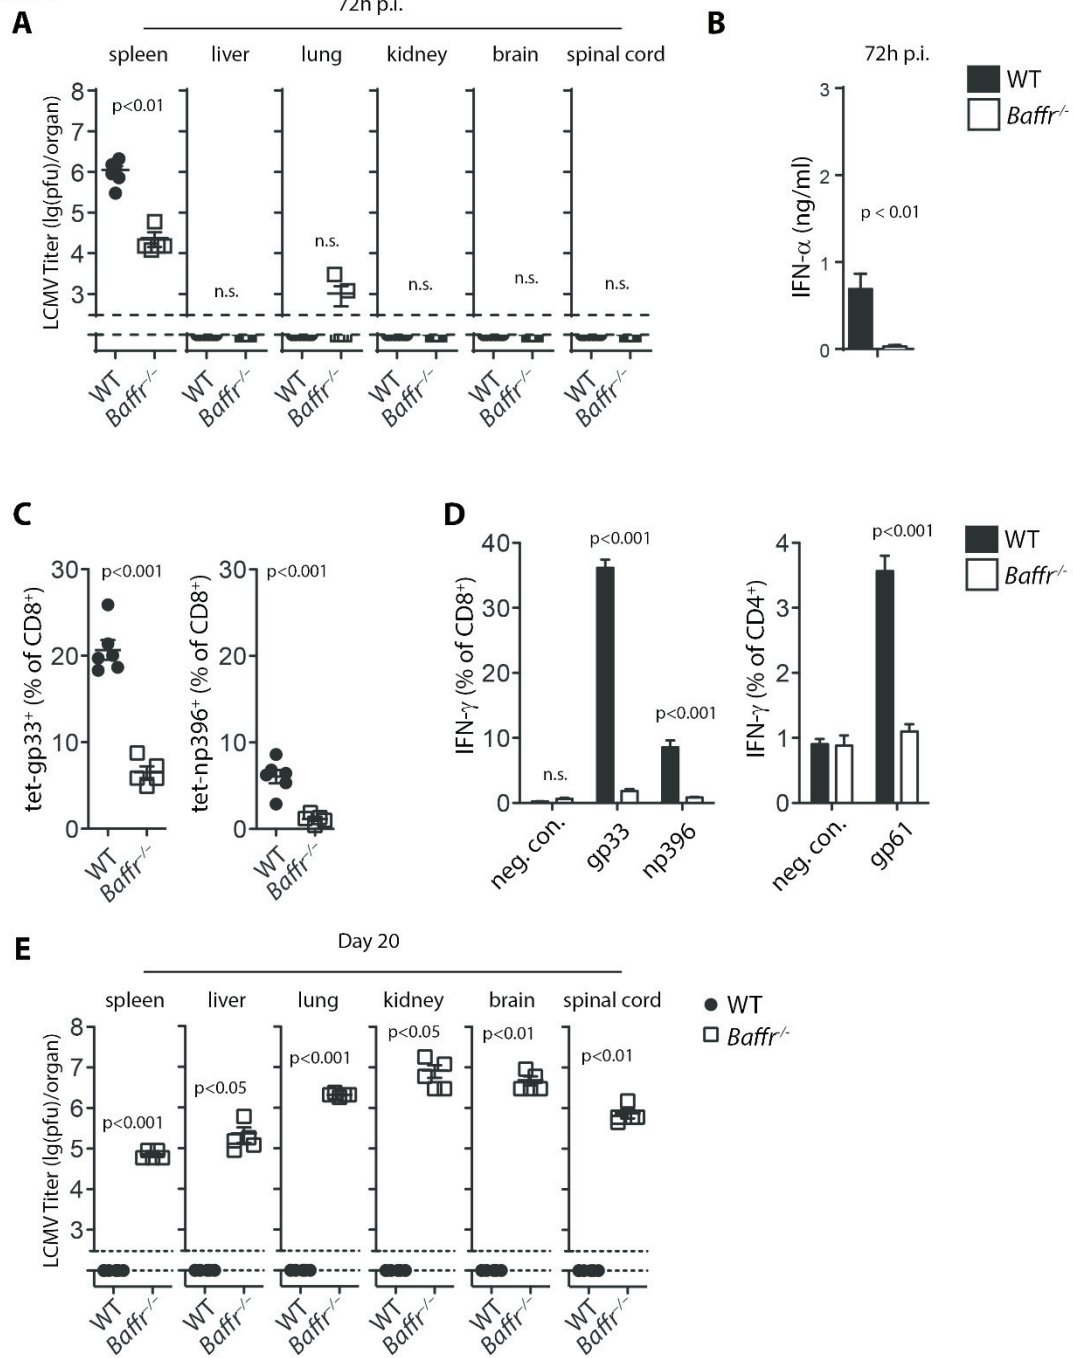 A
72h p.i.
spleen liver lung kidney brain spinal cord
LCMV Titer (lg(pfu)/organ)
8
7
6
5
4
3
p<0.01
n.s.
n.s.
n.s.
n.s.
n.s.
WT Baffr-/- WT Baffr-/- WT Baffr-/- WT Baffr-/- WT Baffr-/- WT Baffr-/-
B
72h p.i.
WT
Baffr-/-
IFN-α (ng/ml)
3
2
1
0
p < 0.01
C
tet-gp33+ (% of CD8+)
30
20
10
0
p<0.001
WT Baffr-/-
tet-np396+ (% of CD8+)
30
20
10
0
p<0.001
WT Baffr-/-
D
IFN-γ (% of CD8+)
40
30
20
10
0
n.s.
p<0.001
p<0.001
neg. con. gp33 np396
IFN-γ (% of CD4+)
4
3
2
1
0
p<0.001
neg. con. gp61
WT
Baffr-/-
E
Day 20
spleen liver lung kidney brain spinal cord
WT
Baffr-/-
LCMV Titer (lg(pfu)/organ)
8
7
6
5
4
3
p<0.001
p<0.05
p<0.001
p<0.05
p<0.01
p<0.01
WT Baffr-/- WT Baffr-/- WT Baffr-/- WT Baffr-/- WT Baffr-/- WT Baffr-/-